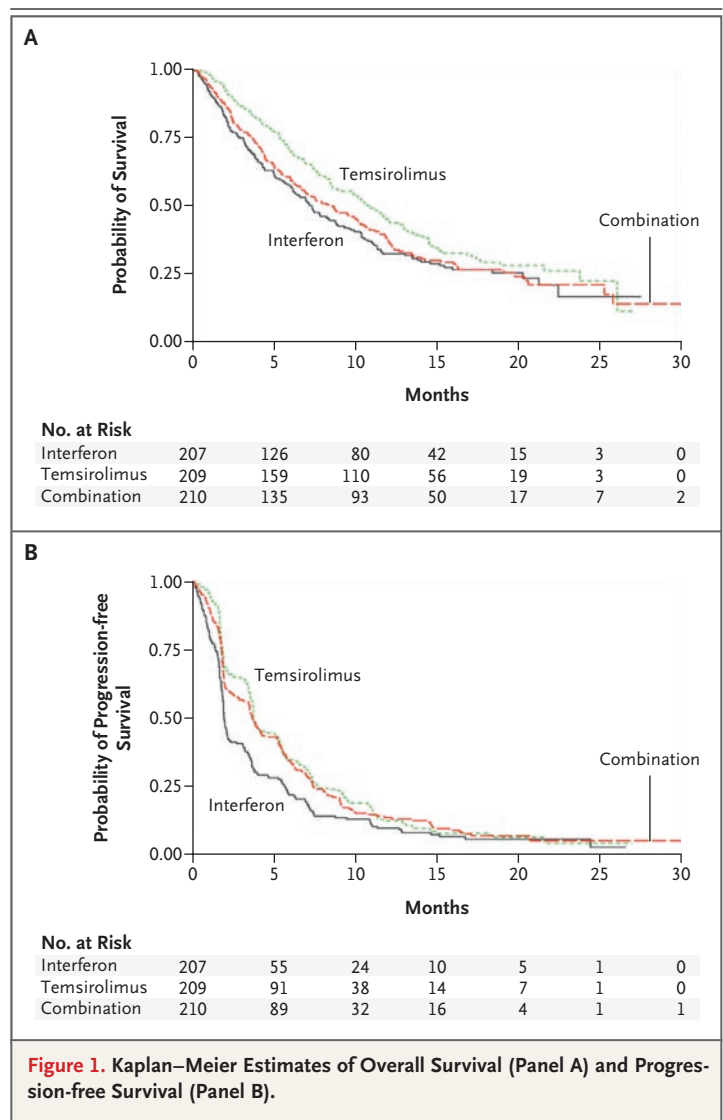 A
1.00
0.75
0.50
0.25
0.00
Probability of Survival
Temsirolimus
Interferon
Combination
0 5 10 15 20 25 30
Months
No. at Risk
Interferon 207 126 80 42 15 3 0
Temsirolimus 209 159 110 56 19 3 0
Combination 210 135 93 50 17 7 2
B
1.00
0.75
0.50
0.25
0.00
Probability of Progression-free
Survival
Temsirolimus
Interferon
Combination
0 5 10 15 20 25 30
Months
No. at Risk
Interferon 207 55 24 10 5 1 0
Temsirolimus 209 91 38 14 7 1 0
Combination 210 89 32 16 4 1 1
Figure 1. Kaplan–Meier Estimates of Overall Survival (Panel A) and Progres-
sion-free Survival (Panel B).